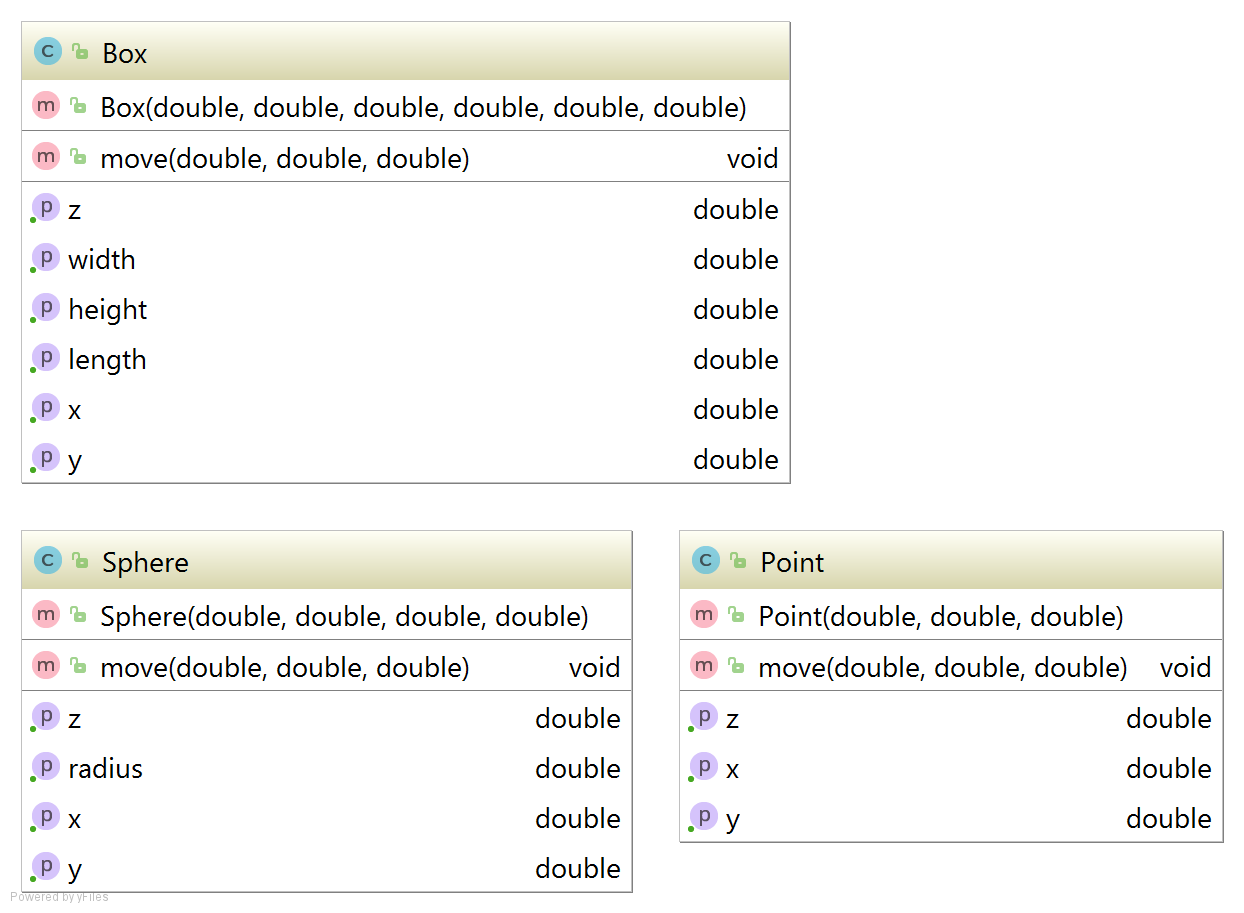 C Box
m Box(double, double, double, double, double, double)
m move(double, double, double) void
p z double
p width double
p height double
p length double
p x double
p y double
C Sphere
m Sphere(double, double, double, double)
m move(double, double, double) void
p z double
p radius double
p x double
p y double
C Point
m Point(double, double, double)
m move(double, double, double) void
p z double
p x double
p y double
Powered by yFiles